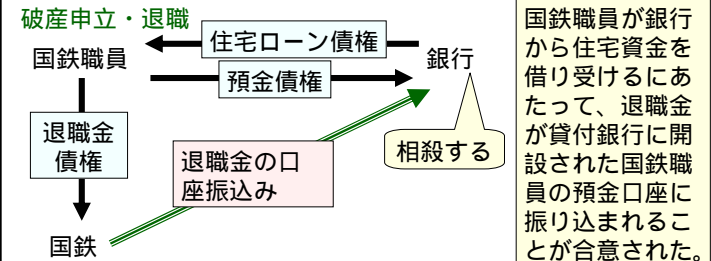 破産申立・退職
国鉄職員
住宅ローン債権
預金債権
銀行
退職金
債権
退職金の口
座振込み
相殺する
国鉄
国鉄職員が銀行
から住宅資金を
借り受けるにあ
たって、退職金
が貸付銀行に開
設された国鉄職
員の預金口座に
振り込まれるこ
とが合意された。